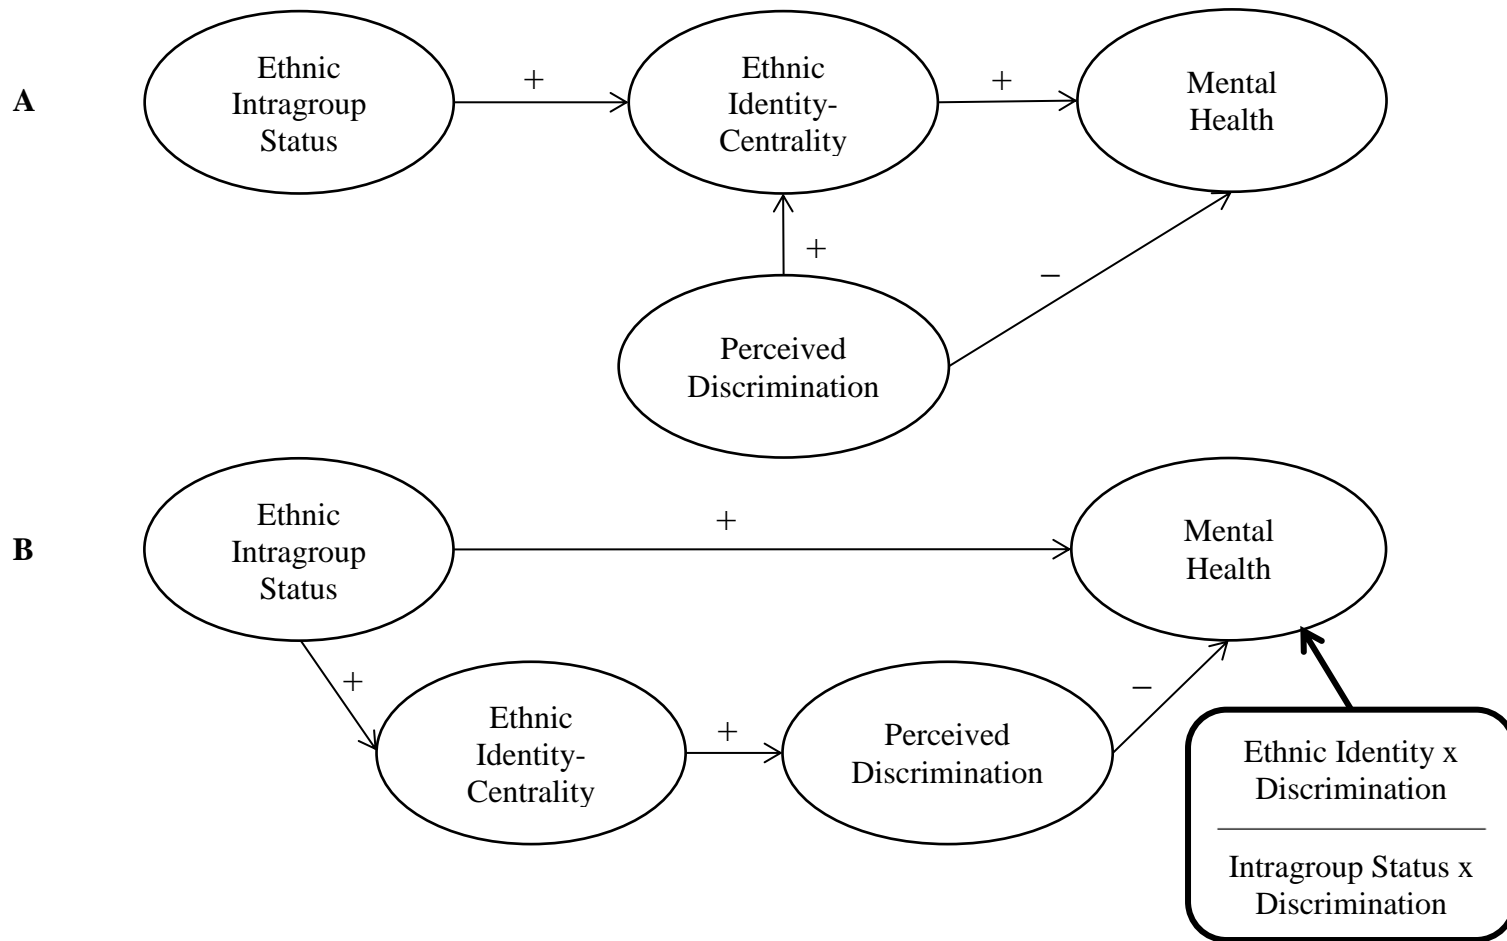 A
Ethnic
Intragroup
Status
+
Ethnic
Identity-
Centrality
+
Mental
Health
+
−
Perceived
Discrimination
B
Ethnic
Intragroup
Status
+
Mental
Health
+
Ethnic
Identity-
Centrality
+
Perceived
Discrimination
−
Ethnic Identity x
Discrimination
Intragroup Status x
Discrimination